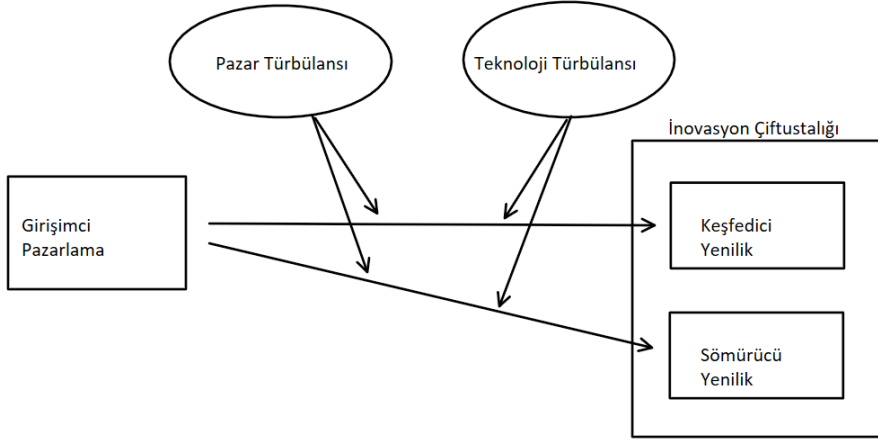 Pazar Türbülansı
Teknoloji Türbülansı
İnovasyon Çiftustalığı
Girişimci
Pazarlama
Keşfedici
Yenilik
Sömürücü
Yenilik